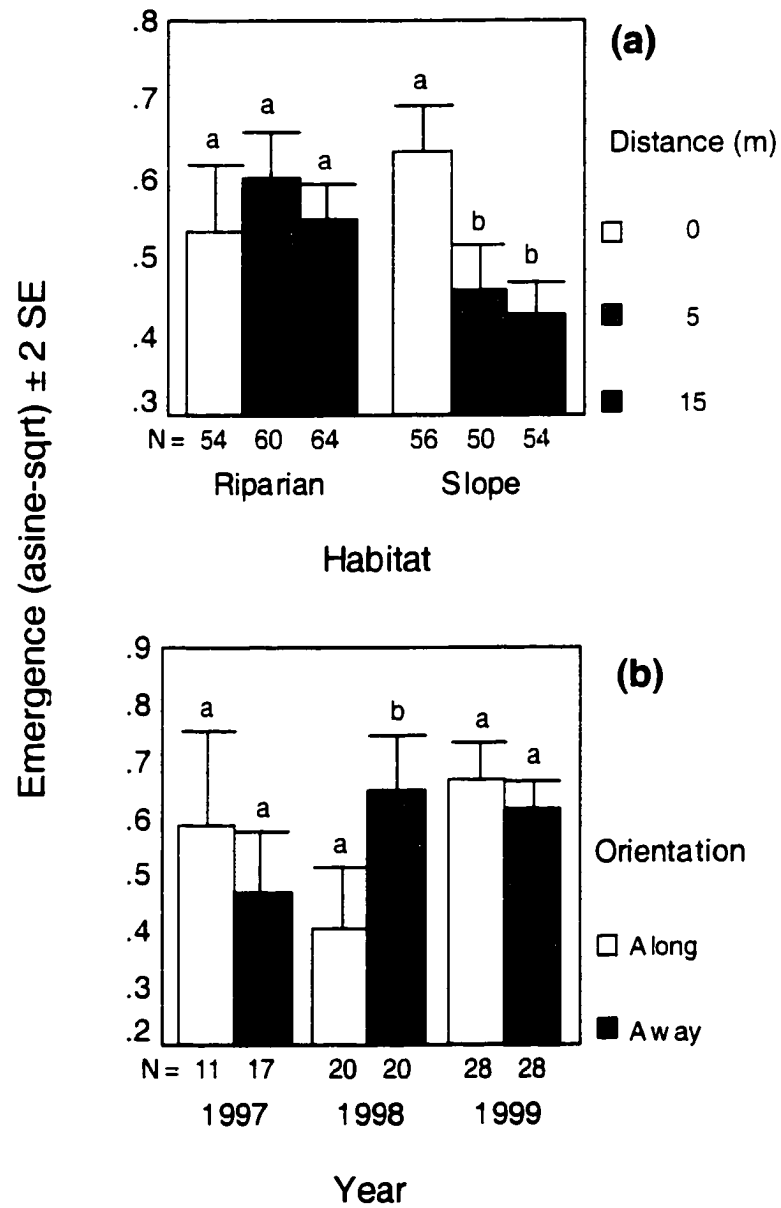 Emergence (asine-sqrt) ± 2 SE
(a)
.8
.7
.6
.5
.4
.3
a
a
a
a
b
b
Distance (m)
0
5
15
N= 54 60 64 56 50 54
Riparian Slope
Habitat
(b)
.9
.8
.7
.6
.5
.4
.3
.2
a
a
a
b
a
a
Orientation
Along
Away
N= 11 17 20 20 28 28
1997 1998 1999
Year